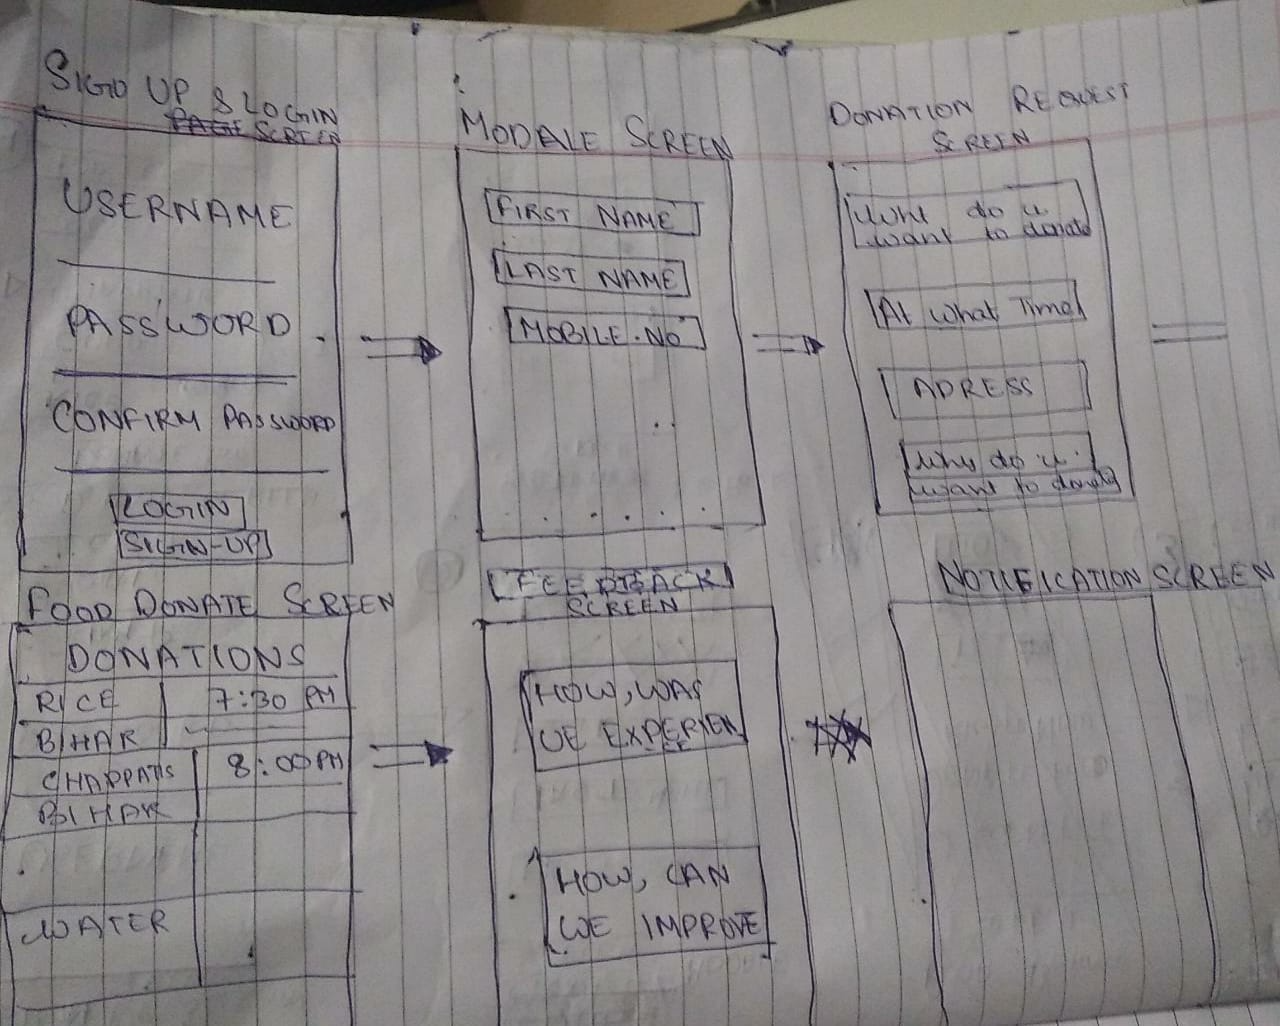 SIGN UP & LOGIN
SCREEN
USERNAME
PASSWORD
CONFIRM PASSWORD
LOGIN
SIGN-UP
MODALE SCREEN
FIRST NAME
LAST NAME
MOBILE.NO
DONATION REQUEST
SCREEN
do u
want to donate
At what Time
ADRESS
why do u
want to donate
FOOD DONATE SCREEN
DONATIONS
RICE 7:30 PM
BIHAR
CHAPPATIS 8:00 PM
BIHAR
WATER
FEEDBACK
SCREEN
HOW, WAS
UE EXPERIEN
CE
HOW, CAN
WE IMPROVE
NOTIFICATION SCREEN